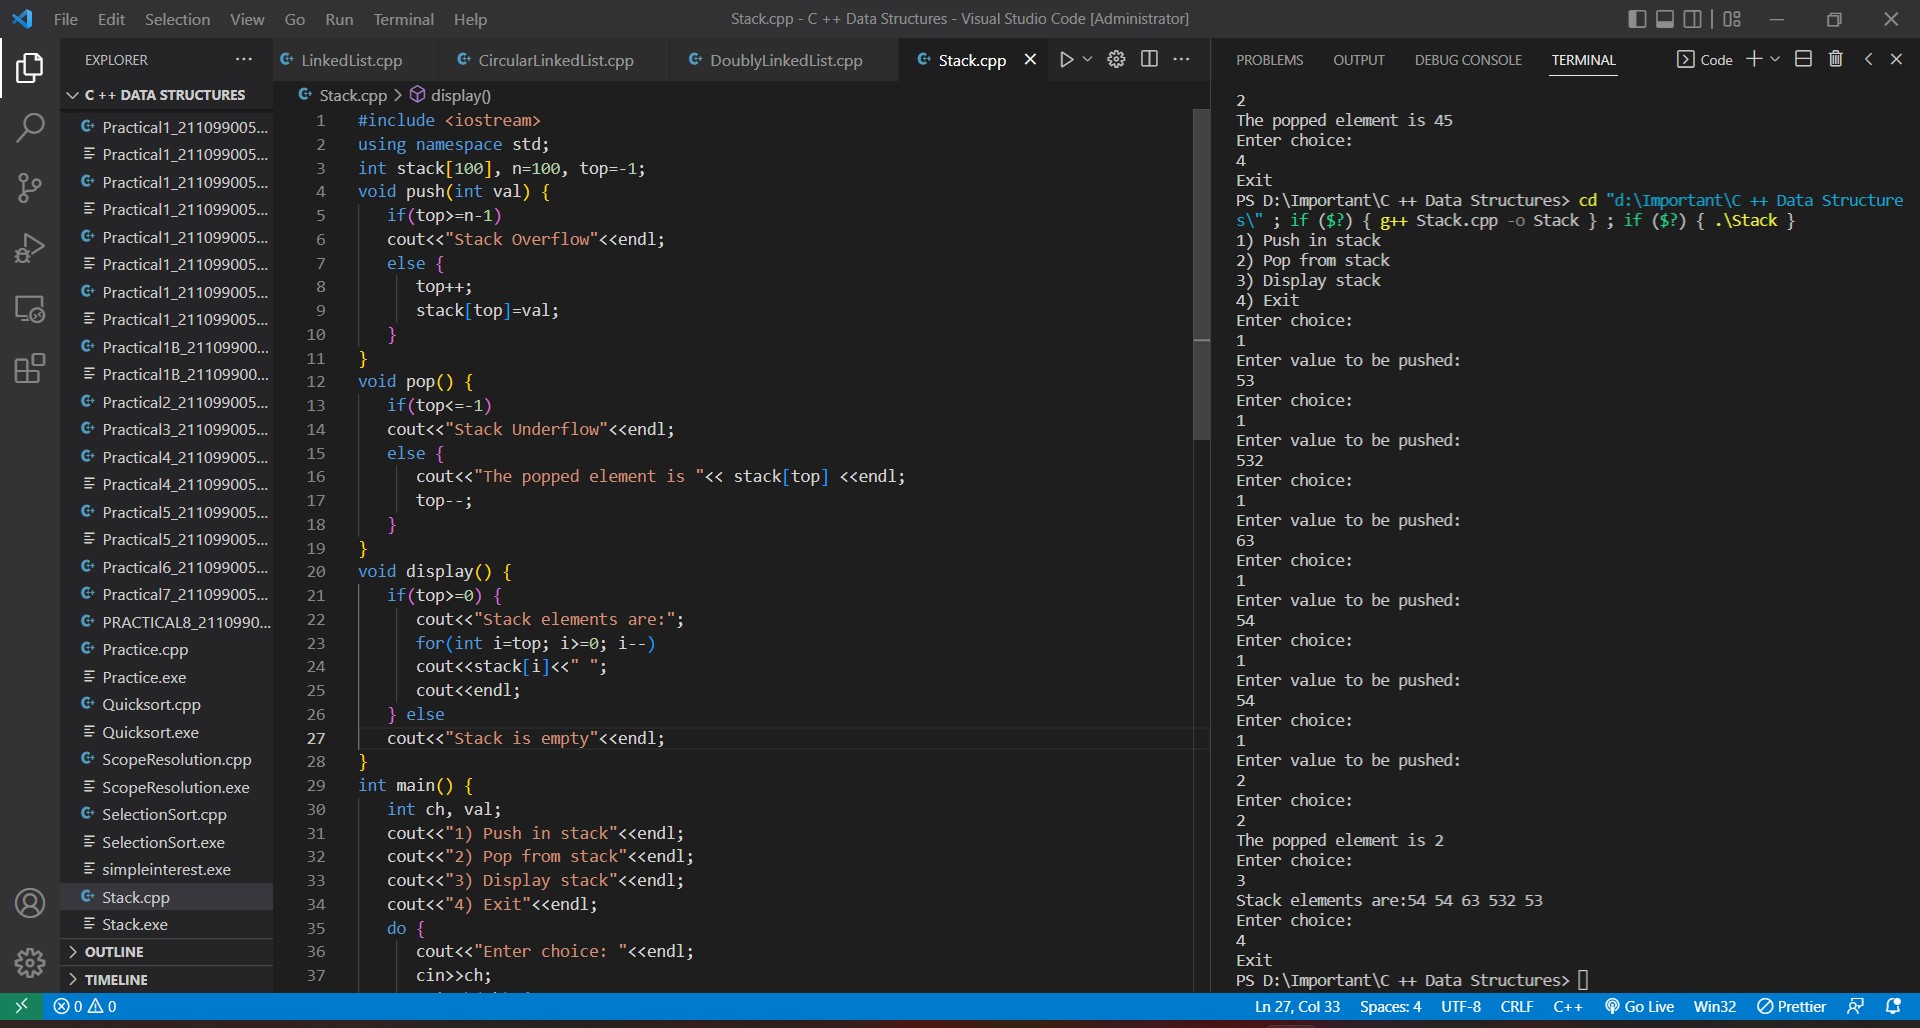 File Edit Selection View Go Run Terminal Help
Stack.cpp - C ++ Data Structures - Visual Studio Code [Administrator]
EXPLORER
C ++ DATA STRUCTURES
Practical1_211099005...
Practical1_211099005...
Practical1_211099005...
Practical1_211099005...
Practical1_211099005...
Practical1_211099005...
Practical1_211099005...
Practical1_211099005...
Practical1B_21109900...
Practical1B_21109900...
Practical2_211099005...
Practical3_211099005...
Practical4_211099005...
Practical4_211099005...
Practical5_211099005...
Practical5_211099005...
Practical6_211099005...
Practical7_211099005...
PRACTICAL8_2110990...
Practice.cpp
Practice.exe
Quicksort.cpp
Quicksort.exe
ScopeResolution.cpp
ScopeResolution.exe
SelectionSort.cpp
SelectionSort.exe
simpleinterest.exe
Stack.cpp
Stack.exe
OUTLINE
TIMELINE
LinkedList.cpp CircularLinkedList.cpp DoublyLinkedList.cpp Stack.cpp
Stack.cpp > display()
1 #include <iostream>
2 using namespace std;
3 int stack[100], n=100, top=-1;
4 void push(int val) {
5 if(top>=n-1)
6 cout<<"Stack Overflow"<<endl;
7 else {
8 top++;
9 stack[top]=val;
10 }
11 }
12 void pop() {
13 if(top<=-1)
14 cout<<"Stack Underflow"<<endl;
15 else {
16 cout<<"The popped element is "<< stack[top] <<endl;
17 top--;
18 }
19 }
20 void display() {
21 if(top>=0) {
22 cout<<"Stack elements are:";
23 for(int i=top; i>=0; i--)
24 cout<<stack[i]<<" ";
25 cout<<endl;
26 } else
27 cout<<"Stack is empty"<<endl;
28 }
29 int main() {
30 int ch, val;
31 cout<<"1) Push in stack"<<endl;
32 cout<<"2) Pop from stack"<<endl;
33 cout<<"3) Display stack"<<endl;
34 cout<<"4) Exit"<<endl;
35 do {
36 cout<<"Enter choice: "<<endl;
37 cin>>ch;
PROBLEMS OUTPUT DEBUG CONSOLE TERMINAL Code
2
The popped element is 45
Enter choice:
4
Exit
PS D:\Important\C ++ Data Structures> cd "d:\Important\C ++ Data Structure
s\" ; if ($?) { g++ Stack.cpp -o Stack } ; if ($?) { .\Stack }
1) Push in stack
2) Pop from stack
3) Display stack
4) Exit
Enter choice:
1
Enter value to be pushed:
53
Enter choice:
1
Enter value to be pushed:
532
Enter choice:
1
Enter value to be pushed:
63
Enter choice:
1
Enter value to be pushed:
54
Enter choice:
1
Enter value to be pushed:
54
Enter choice:
1
Enter value to be pushed:
2
Enter choice:
2
The popped element is 2
Enter choice:
3
Stack elements are:54 54 63 532 53
Enter choice:
4
Exit
PS D:\Important\C ++ Data Structures>
0 0 Ln 27, Col 33 Spaces: 4 UTF-8 CRLF C++ Go Live Win32 Prettier